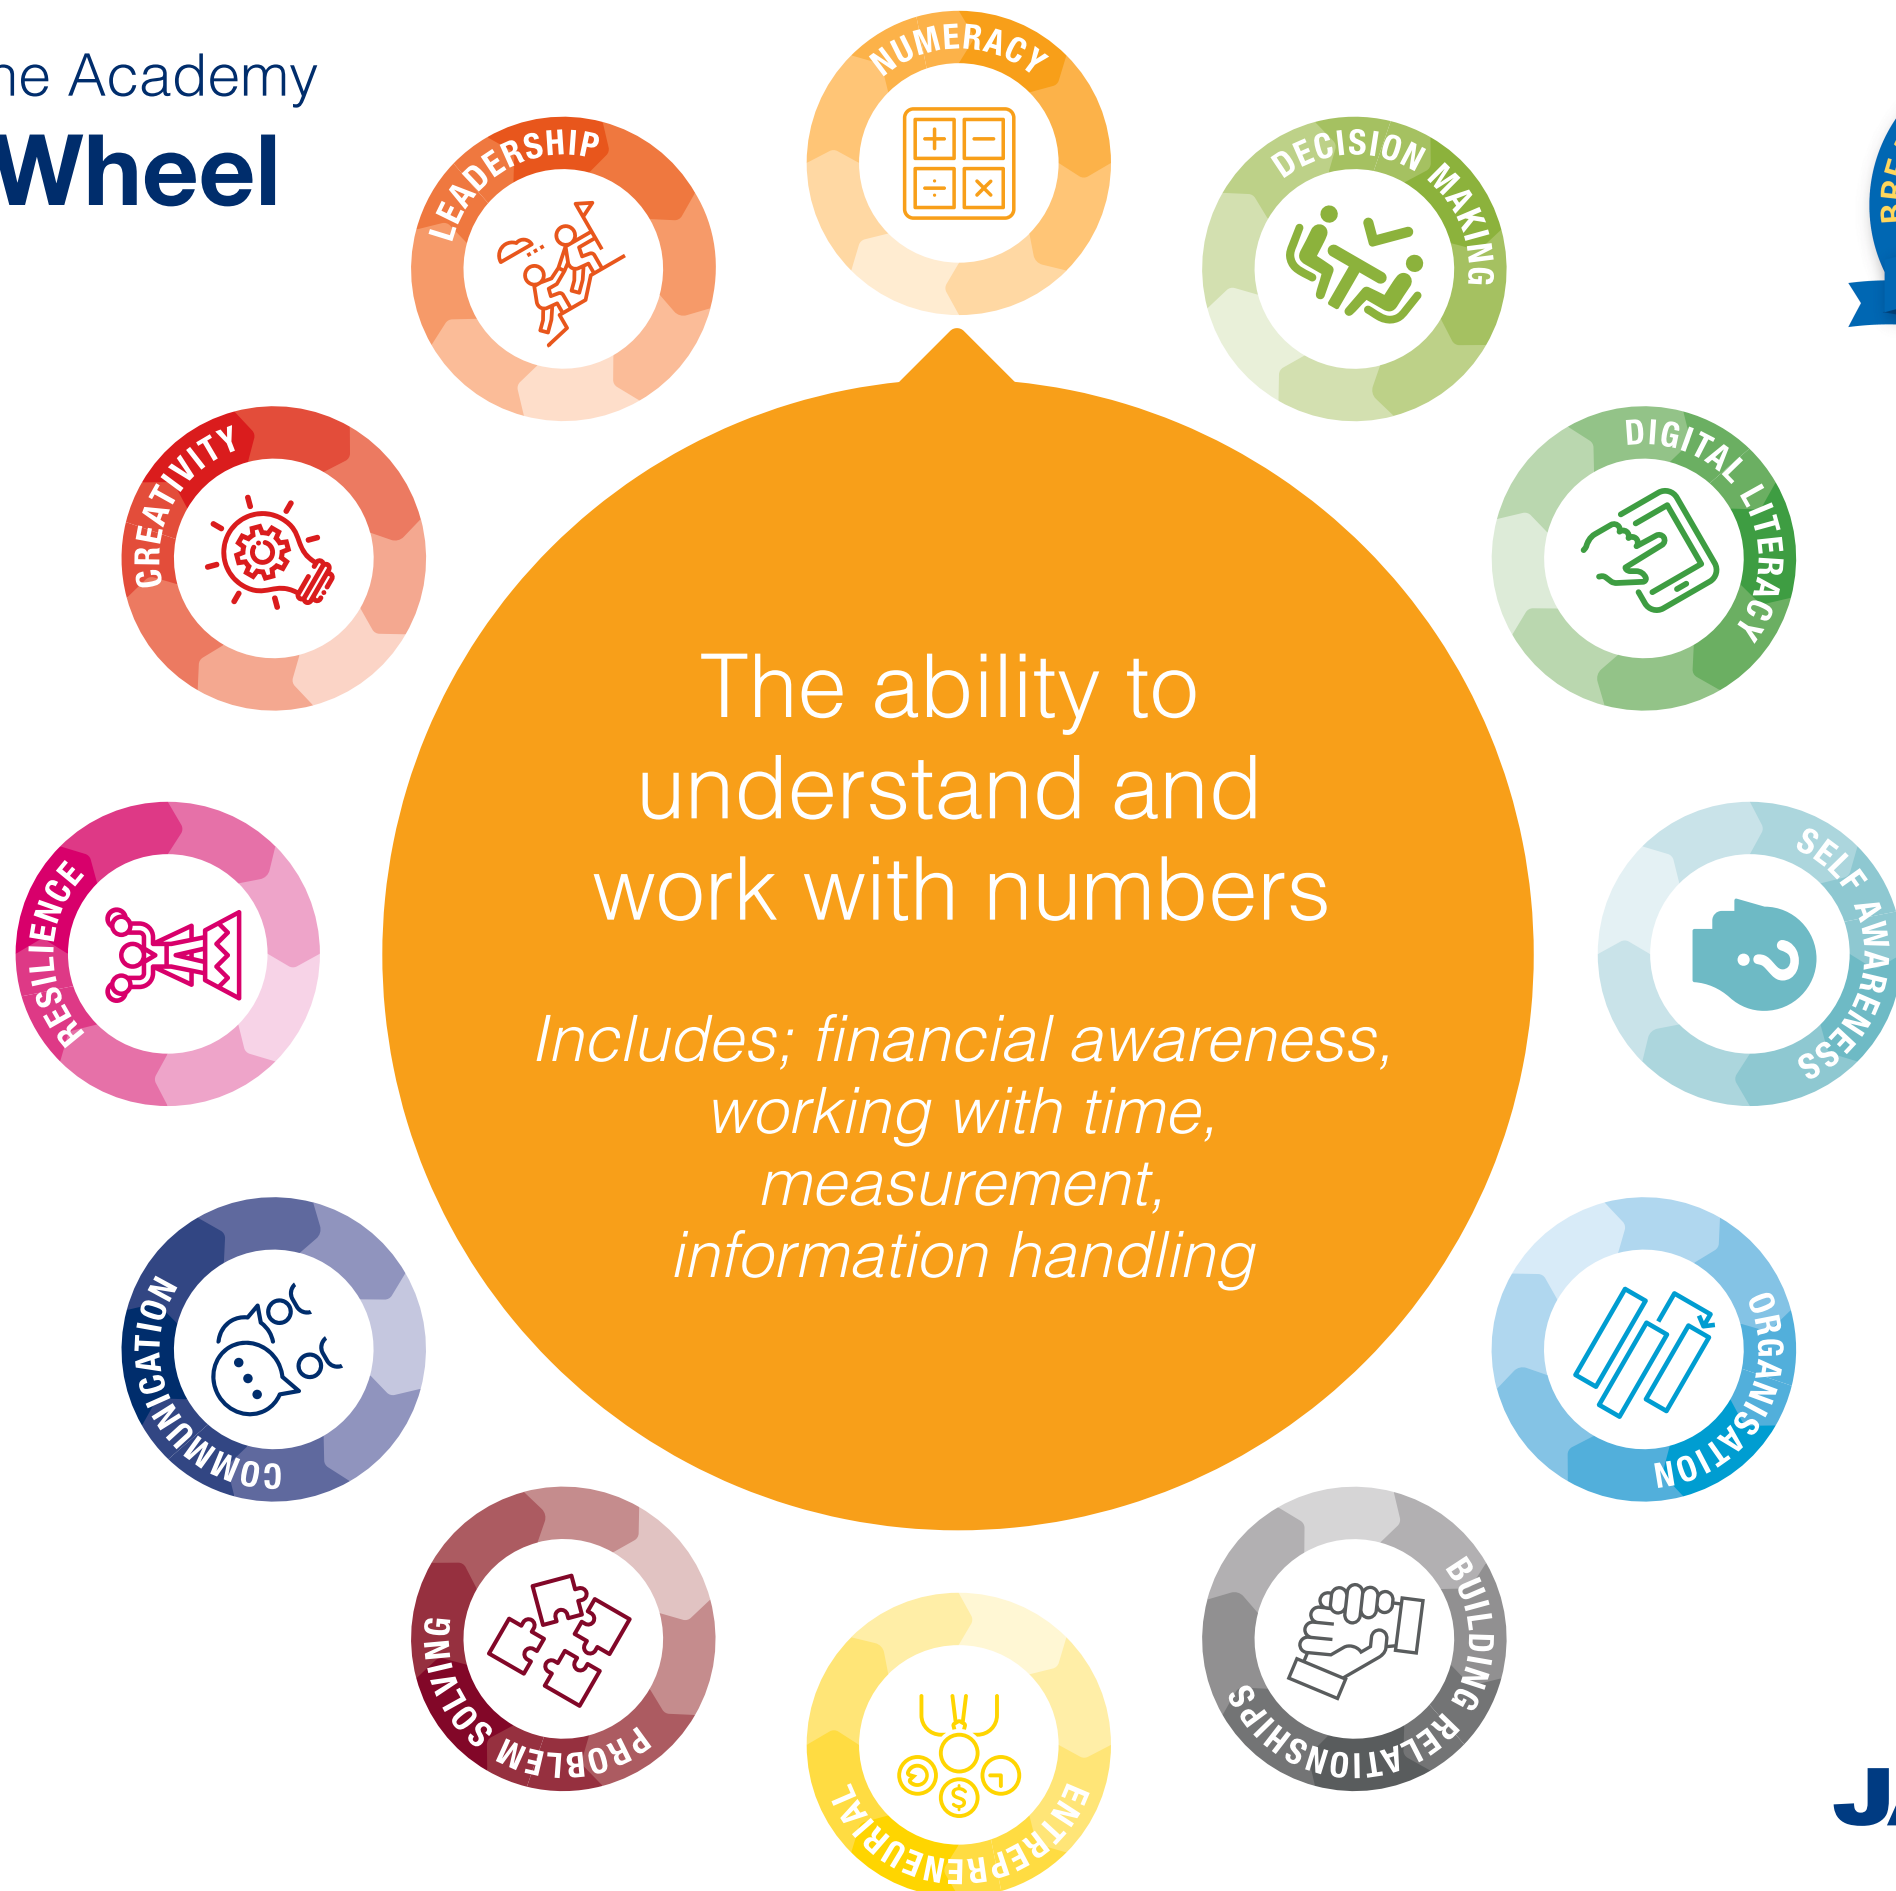 ne Academy
Wheel
NUMERACY
LEADERSHIP
DECISION MAKING
CREATIVITY
DIGITAL LITERACY
The ability to
understand and
work with numbers
RESILIENCE
SELF AWARENESS
Includes; financial awareness,
working with time,
measurement,
information handling
COMMUNICATION
ORGANISATION
PROBLEM SOLVING
BUILDING RELATIONSHIPS
ENTREPRENEURIAL